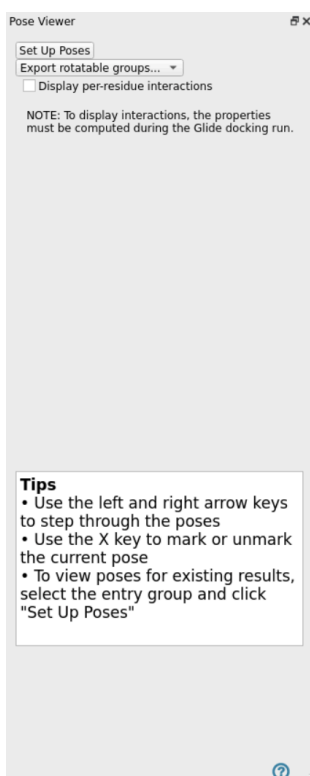 Pose Viewer
Set Up Poses
Export rotatable groups...
Display per-residue interactions
NOTE: To display interactions, the properties
must be computed during the Glide docking run.
Tips
• Use the left and right arrow keys
to step through the poses
• Use the X key to mark or unmark
the current pose
• To view poses for existing results,
select the entry group and click
"Set Up Poses"
?